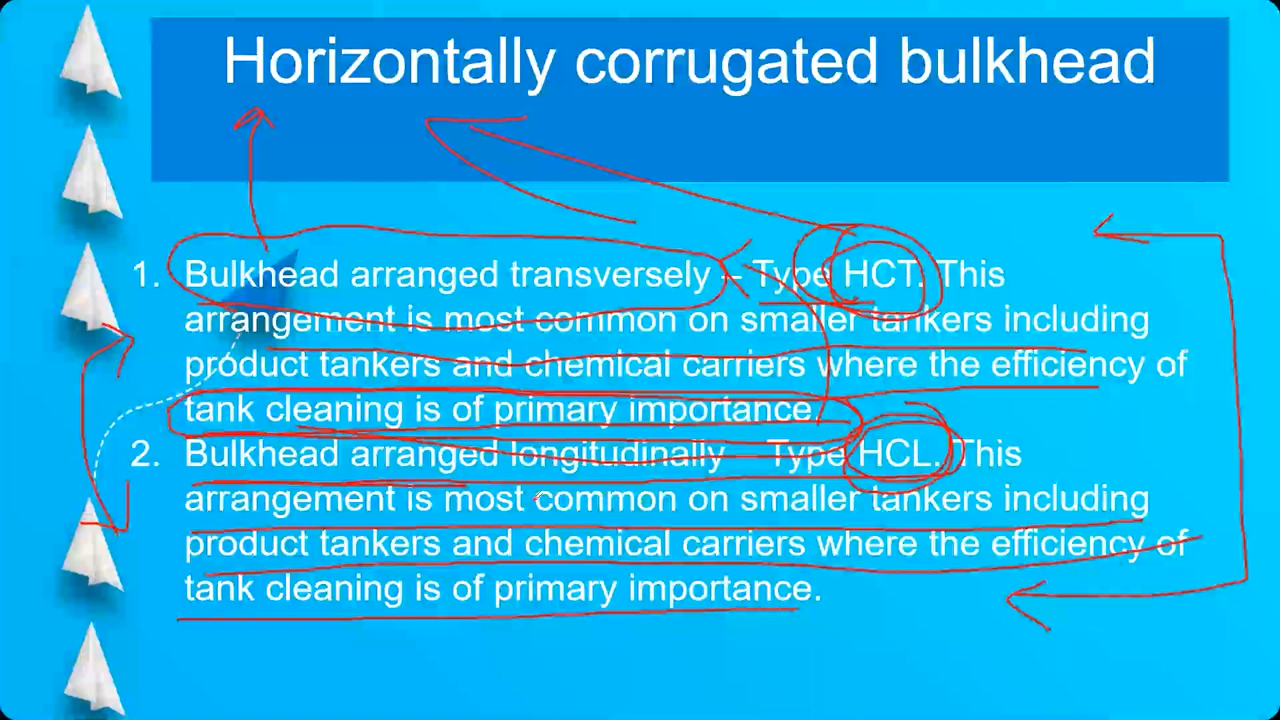 Horizontally corrugated bulkhead
1. Bulkhead arranged transversely – Type HCT. This
arrangement is most common on smaller tankers including
product tankers and chemical carriers where the efficiency of
tank cleaning is of primary importance.
2. Bulkhead arranged longitudinally – Type HCL. This
arrangement is most common on smaller tankers including
product tankers and chemical carriers where the efficiency of
tank cleaning is of primary importance.